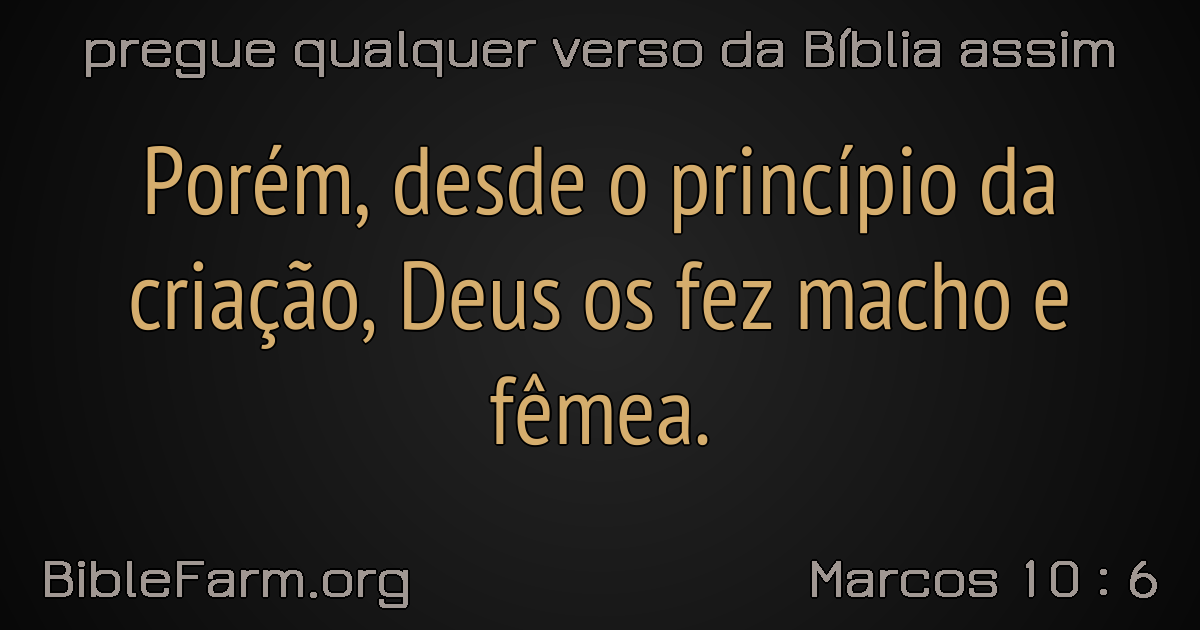 pregue qualquer verso da Bíblia assim
Porém, desde o princípio da
criação, Deus os fez macho e
fêmea.
BibleFarm.org
Marcos 10 : 6